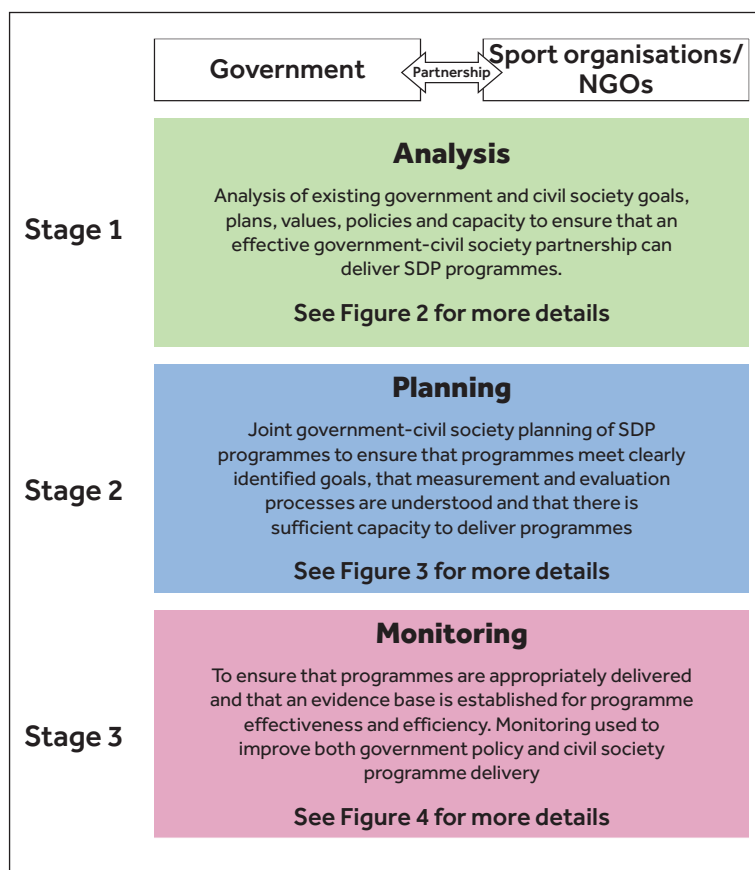 Government
Partnership
Sport organisations/
NGOs
Stage 1
Analysis
Analysis of existing government and civil society goals,
plans, values, policies and capacity to ensure that an
effective government-civil society partnership can
deliver SDP programmes.
See Figure 2 for more details
Stage 2
Planning
Joint government-civil society planning of SDP
programmes to ensure that programmes meet clearly
identified goals, that measurement and evaluation
processes are understood and that there is
sufficient capacity to deliver programmes
See Figure 3 for more details
Stage 3
Monitoring
To ensure that programmes are appropriately delivered
and that an evidence base is established for programme
effectiveness and efficiency. Monitoring used to
improve both government policy and civil society
programme delivery
See Figure 4 for more details